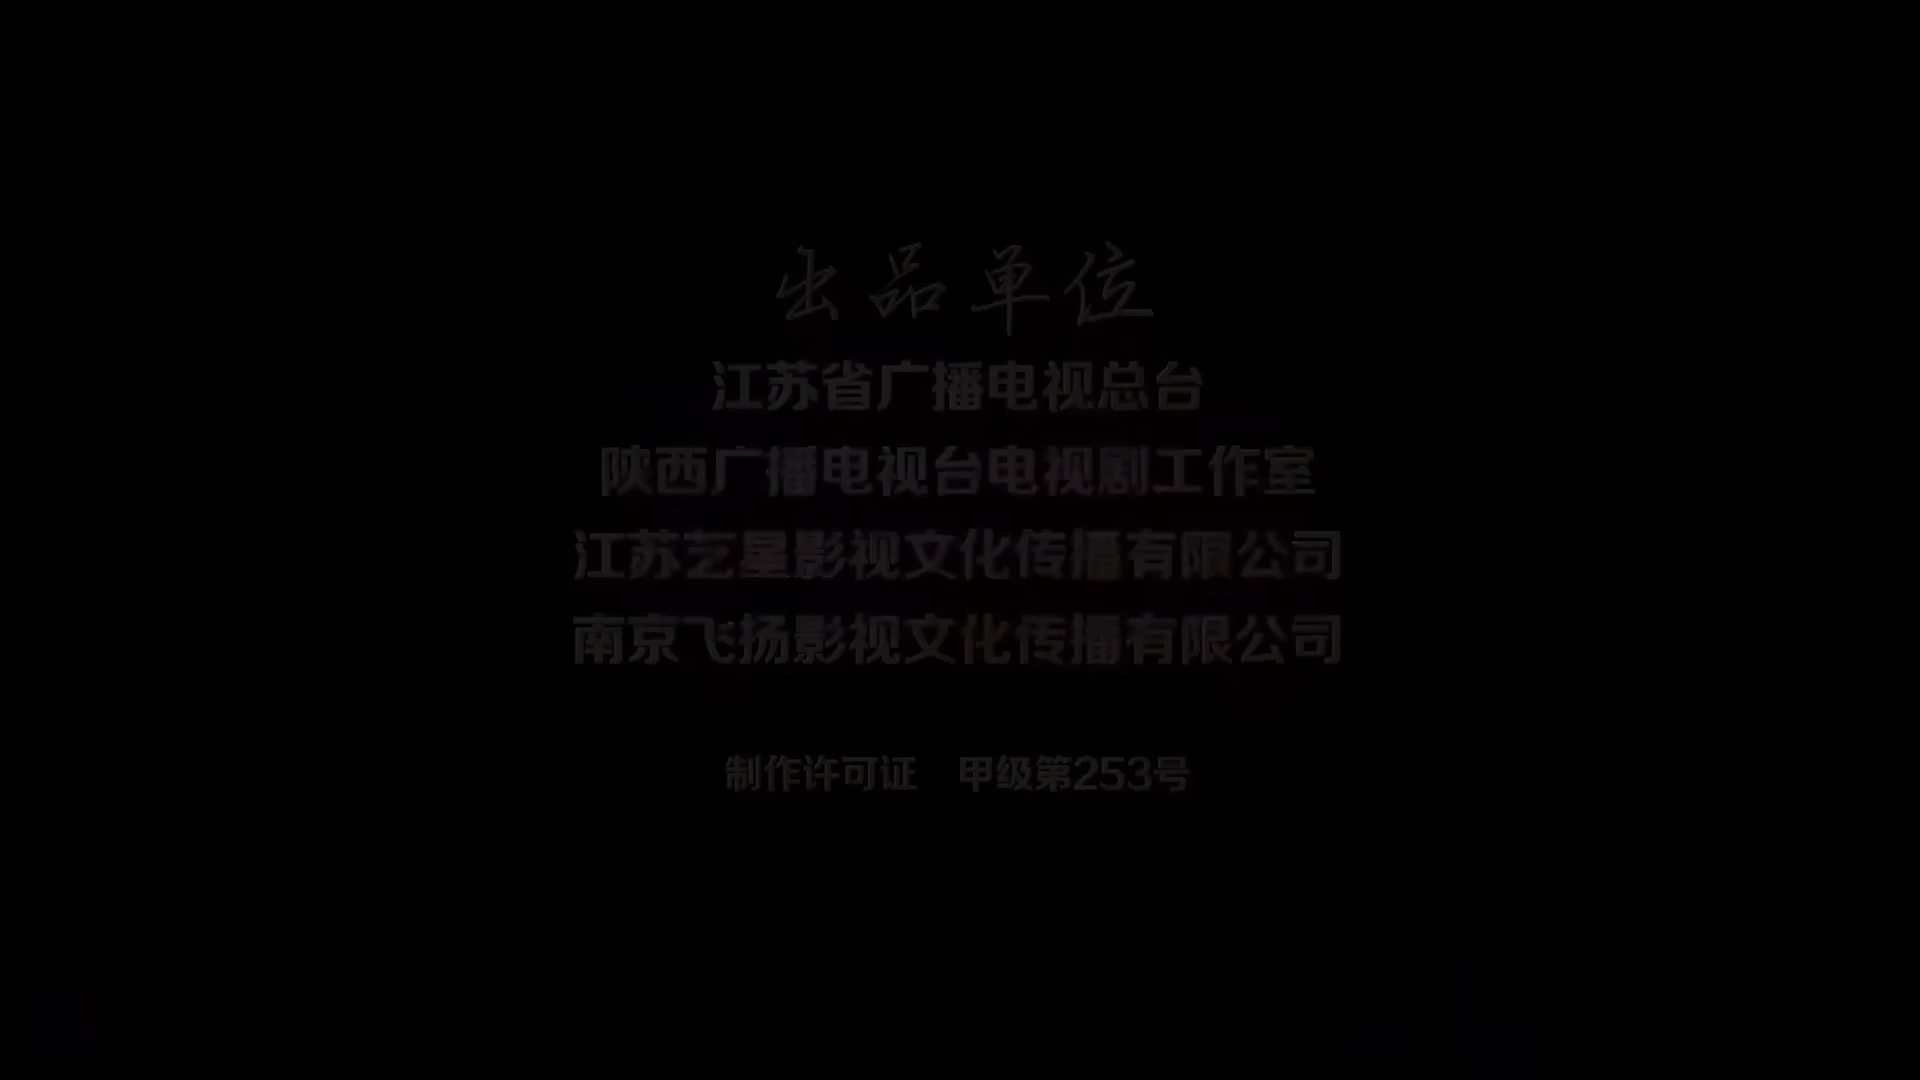 出品单位
江苏省广播电视总台
陕西广播电视台电视剧工作室
江苏艺星影视文化传播有限公司
南京飞扬影视文化传播有限公司
制作许可证　甲级第253号